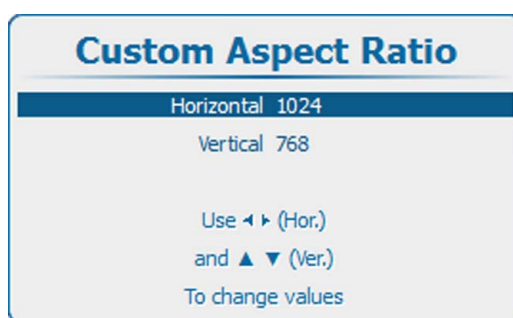 Custom Aspect Ratio
Horizontal 1024
Vertical 768
Use ◄ ► (Hor.)
and ▲ ▼ (Ver.)
To change values